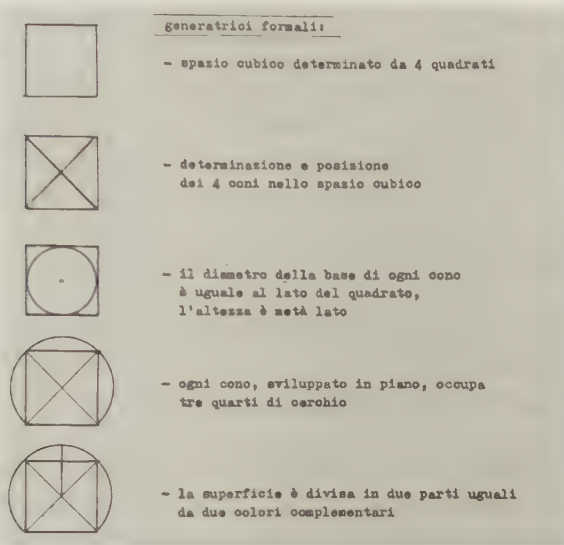 generatrici formali:
- spazio cubico determinato da 4 quadrati
- determinazione e posizione
dei 4 coni nello spazio cubico
- il diametro della base di ogni cono
è uguale al lato del quadrato,
l'altezza è metà lato
- ogni cono, sviluppato in piano, occupa
tre quarti di cerchio
- la superficie è divisa in due parti uguali
da due colori complementari